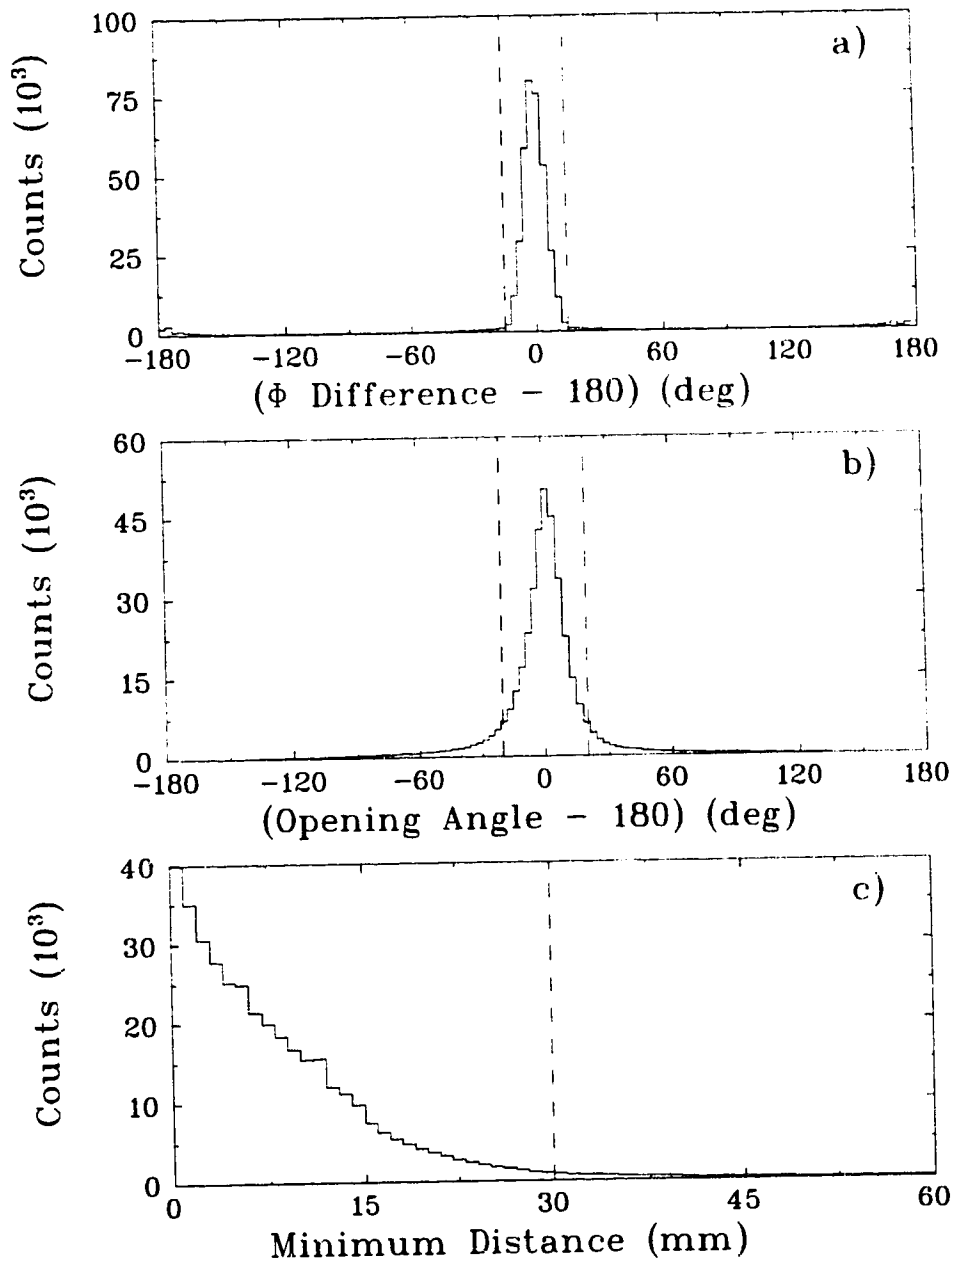 100
75
50
25
0
Counts (10³)
a)
−180 −120 −60 0 60 120 180
(Φ Difference − 180) (deg)
60
45
30
15
0
Counts (10³)
b)
−180 −120 −60 0 60 120 180
(Opening Angle − 180) (deg)
40
30
20
10
0
Counts (10³)
c)
0 15 30 45 60
Minimum Distance (mm)